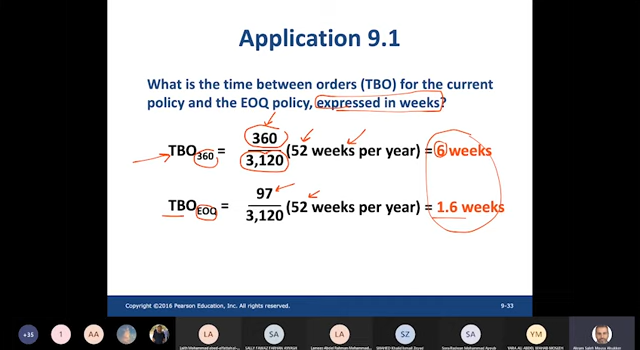 Application 9.1
What is the time between orders (TBO) for the current
policy and the EOQ policy, expressed in weeks?
TBO360 = 360/3,120 (52 weeks per year) = 6 weeks
TBOEOQ = 97/3,120 (52 weeks per year) = 1.6 weeks
Copyright ©2016 Pearson Education, Inc. All rights reserved.
9-33
+35
1
AA
LA
SA
LA
SZ
SA
YM